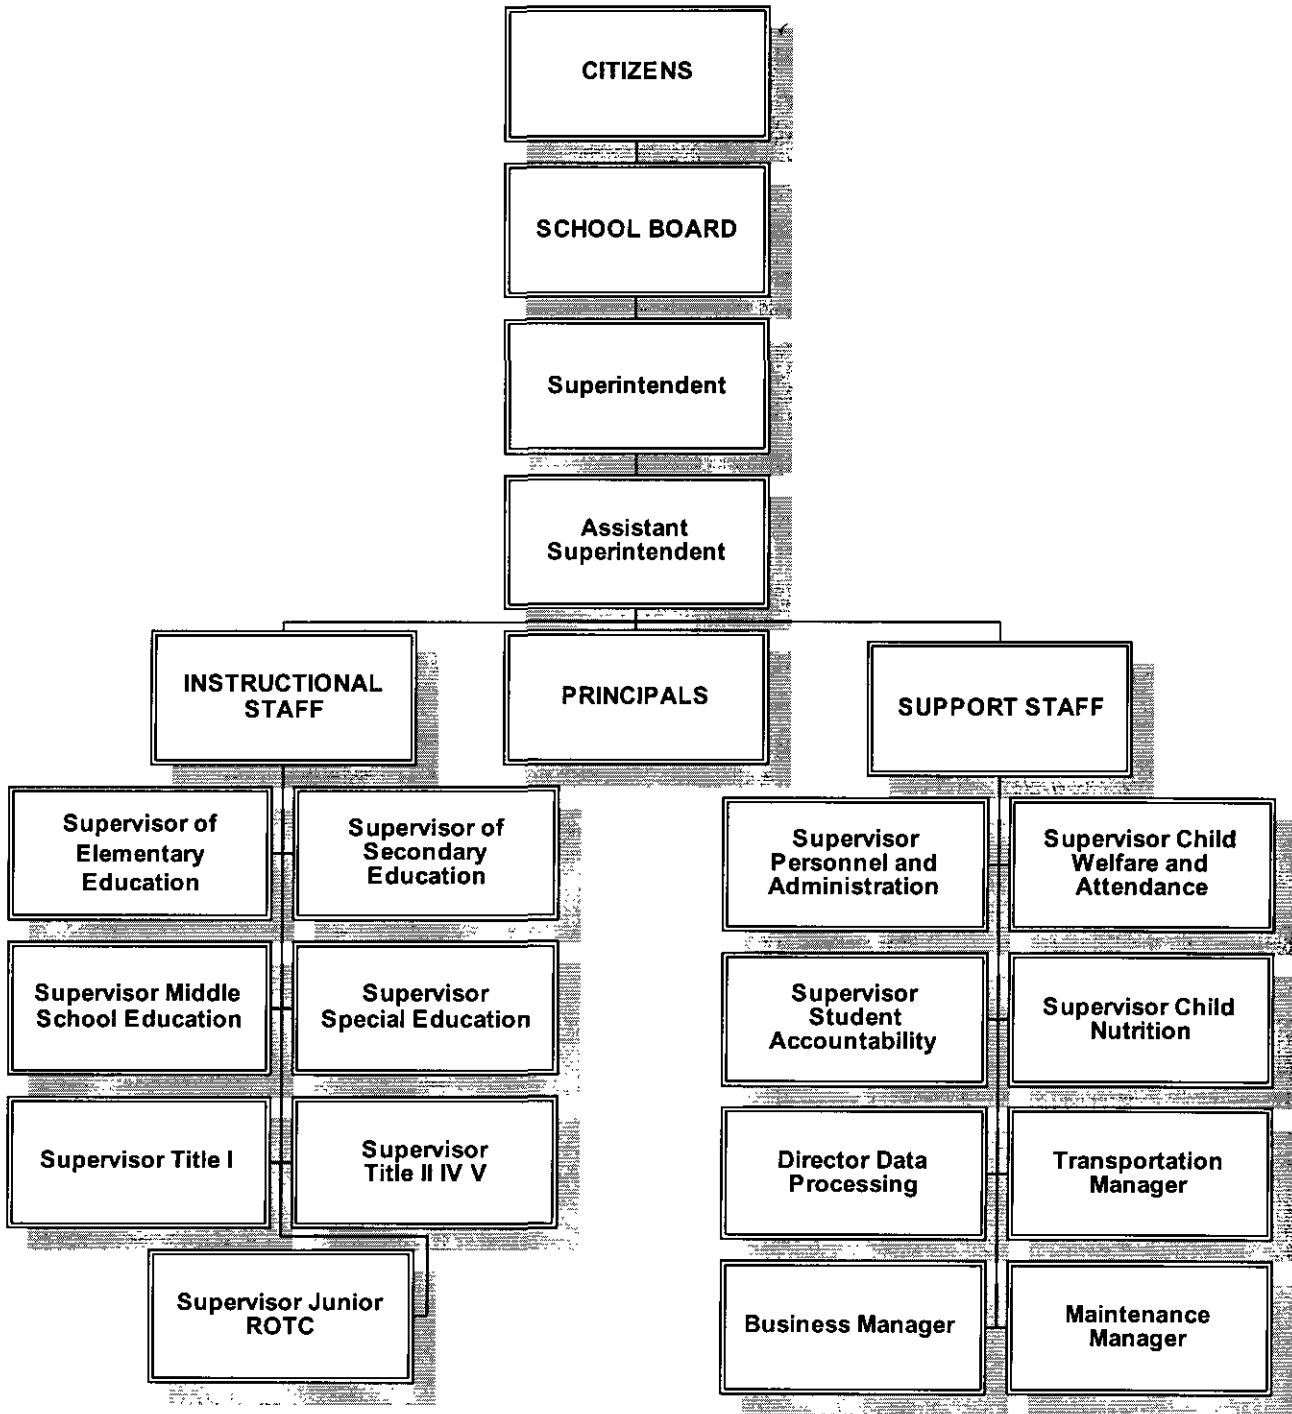 CITIZENS
SCHOOL BOARD
Superintendent
Assistant
Superintendent
INSTRUCTIONAL
STAFF
PRINCIPALS
SUPPORT STAFF
Supervisor of
Elementary
Education
Supervisor of
Secondary
Education
Supervisor Middle
School Education
Supervisor
Special Education
Supervisor Title I
Supervisor
Title II IV V
Supervisor Junior
ROTC
Supervisor
Personnel and
Administration
Supervisor Child
Welfare and
Attendance
Supervisor
Student
Accountability
Supervisor Child
Nutrition
Director Data
Processing
Transportation
Manager
Business Manager
Maintenance
Manager